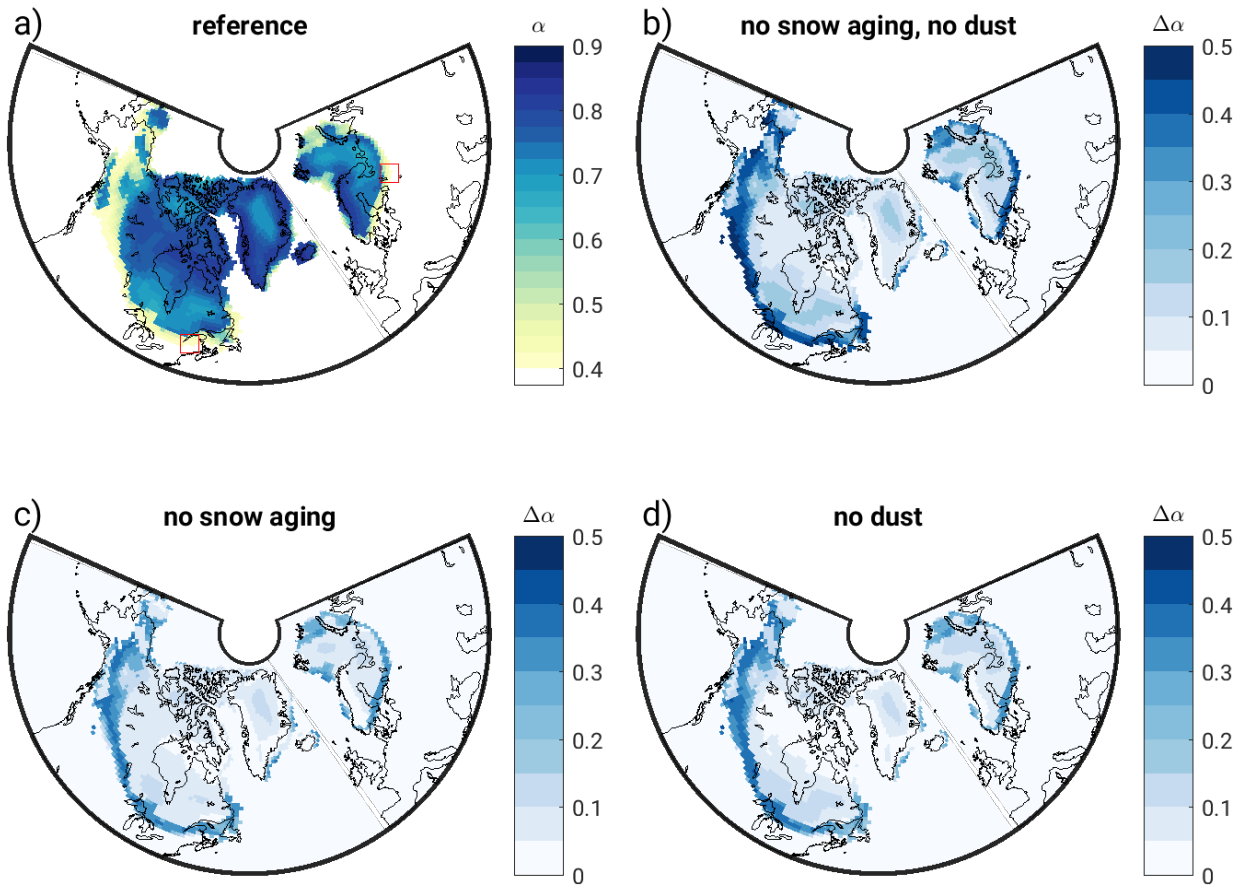 a)
reference
α
0.9
0.8
0.7
0.6
0.5
0.4
b)
no snow aging, no dust
Δα
0.5
0.4
0.3
0.2
0.1
0
c)
no snow aging
Δα
0.5
0.4
0.3
0.2
0.1
0
d)
no dust
Δα
0.5
0.4
0.3
0.2
0.1
0